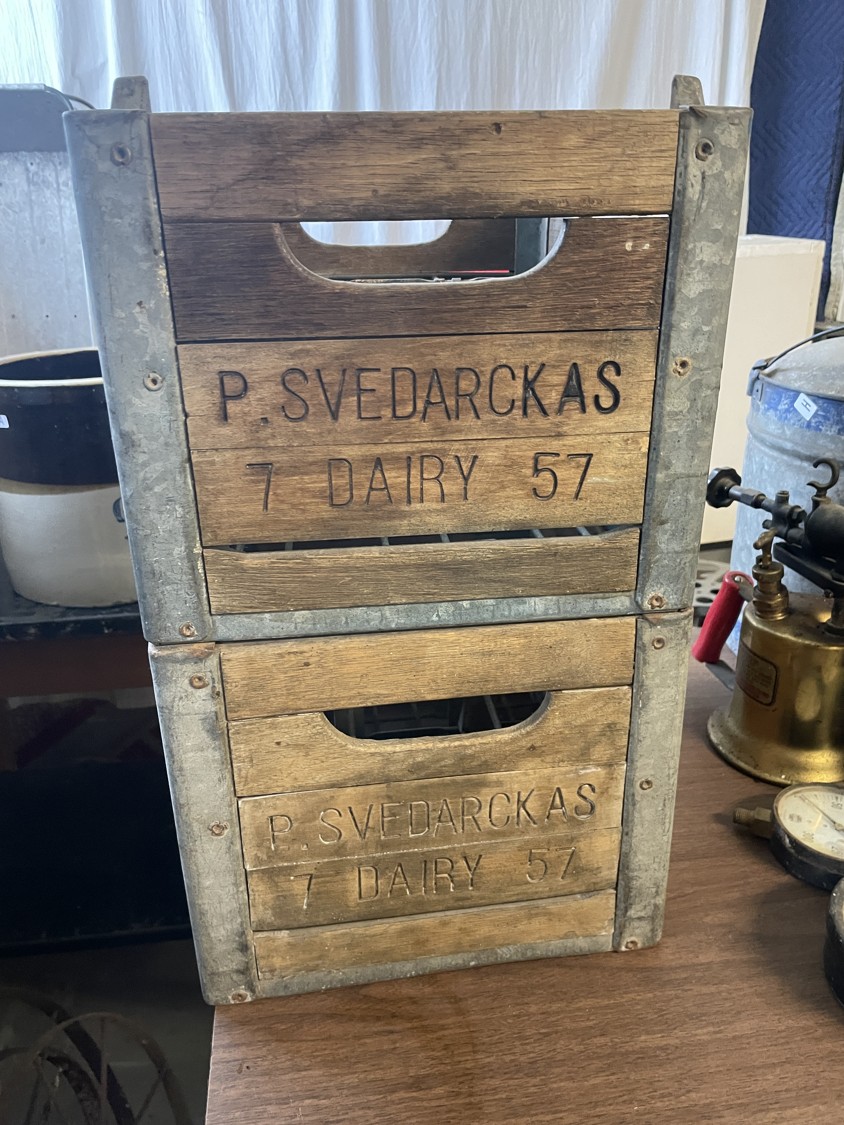 P. SVEDARCKAS
7 DAIRY 57
P. SVEDARCKAS
7 DAIRY 57
H